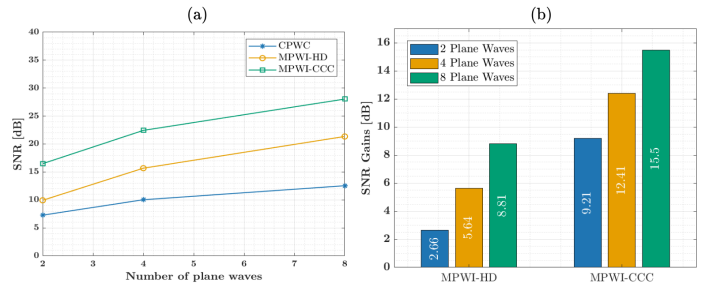 (a)
40
35
30
25
20
15
10
5
0
SNR [dB]
CPWC
MPWI-HD
MPWI-CCC
2
3
4
5
6
7
8
Number of plane waves
(b)
16
14
12
10
8
6
4
2
0
SNR Gains [dB]
2 Plane Waves
4 Plane Waves
8 Plane Waves
2.66
5.64
8.81
9.21
12.41
15.5
MPWI-HD
MPWI-CCC